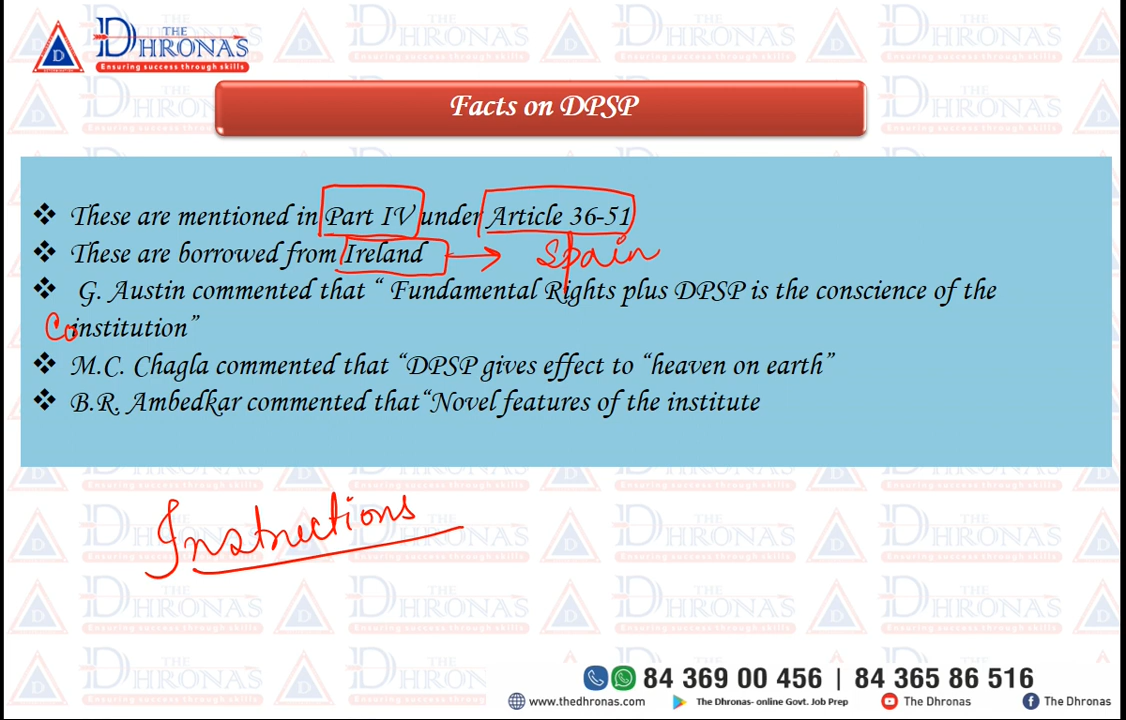 THE
DHRONAS
Ensuring success through skills
Facts on DPSP
❖ These are mentioned in Part IV under Article 36-51
❖ These are borrowed from Ireland → Spain
❖ G. Austin commented that “ Fundamental Rights plus DPSP is the conscience of the
Co institution”
❖ M.C. Chagla commented that “DPSP gives effect to “heaven on earth”
❖ B.R. Ambedkar commented that“Novel features of the institute
Instructions
84 369 00 456 | 84 365 86 516
www.thedhronas.com The Dhronas- online Govt. Job Prep The Dhronas The Dhronas